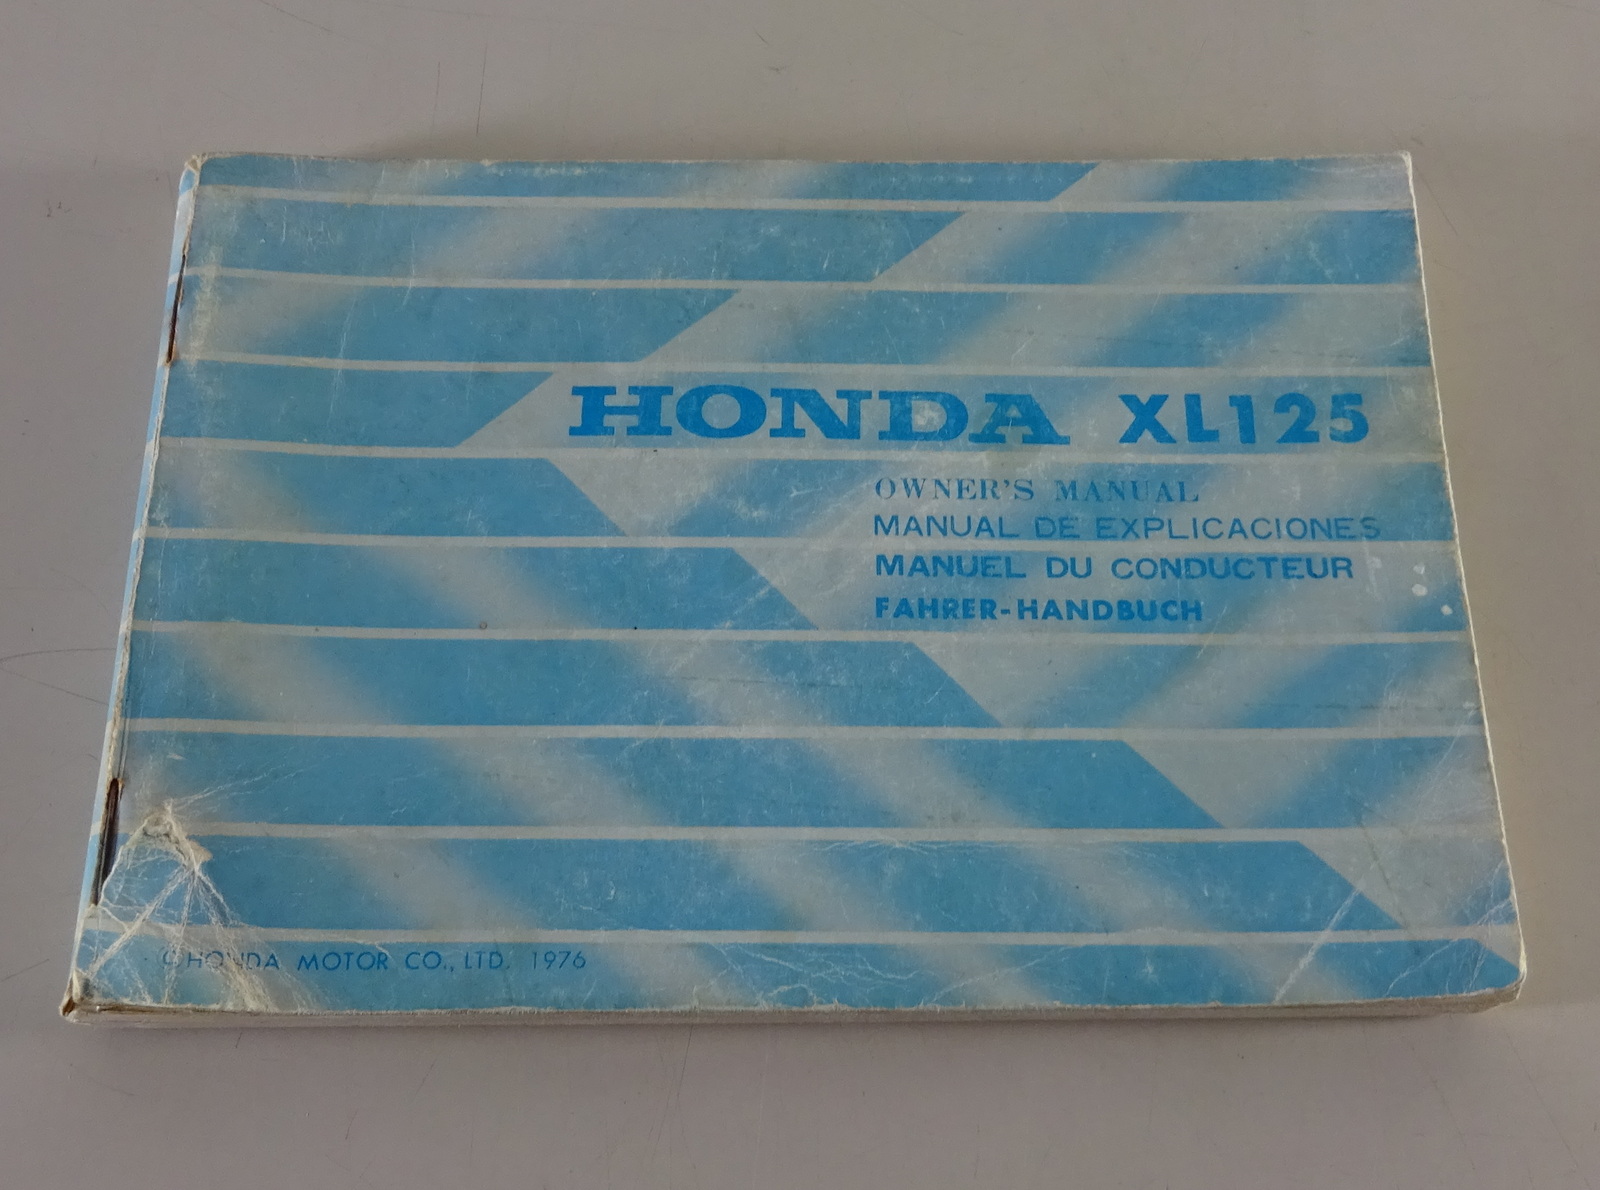 HONDA XL125
OWNER'S MANUAL
MANUAL DE EXPLICACIONES
MANUEL DU CONDUCTEUR
FAHRER-HANDBUCH
©HONDA MOTOR CO., LTD. 1976